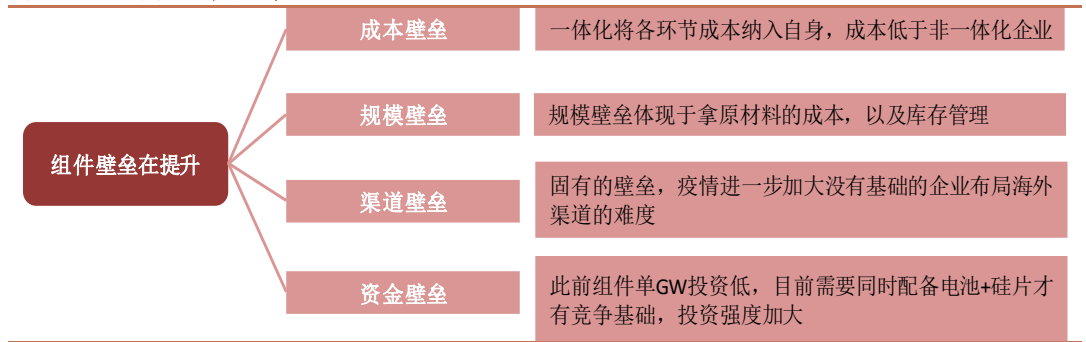 组件壁垒在提升
成本壁垒
一体化将各环节成本纳入自身，成本低于非一体化企业
规模壁垒
规模壁垒体现于拿原材料的成本，以及库存管理
渠道壁垒
固有的壁垒，疫情进一步加大没有基础的企业布局海外
渠道的难度
资金壁垒
此前组件单GW投资低，目前需要同时配备电池+硅片才
有竞争基础，投资强度加大